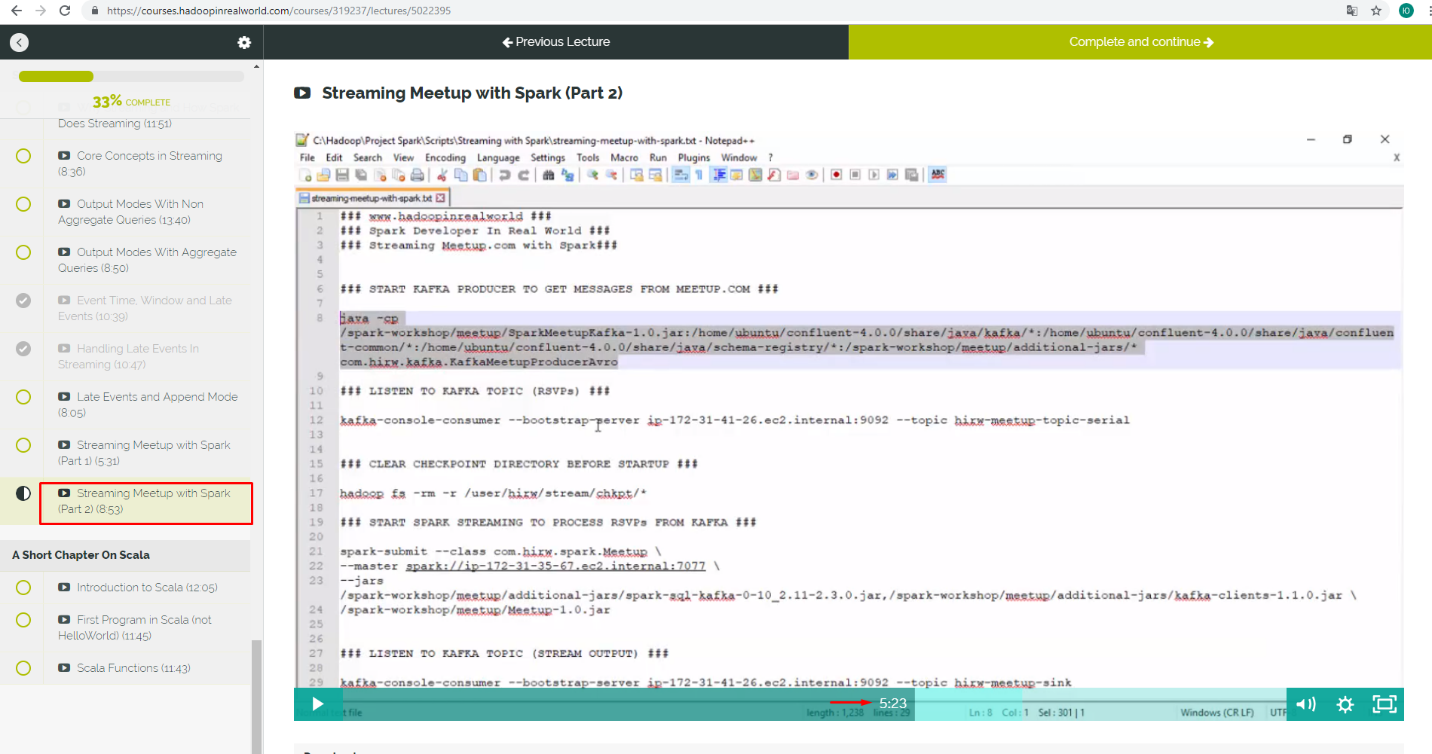 https://courses.hadoopinrealworld.com/courses/319237/lectures/5022395
Ю
Previous Lecture
Complete and continue
33% COMPLETE
Does Streaming (11:51)
Core Concepts in Streaming
(8:36)
Output Modes With Non
Aggregate Queries (13:40)
Output Modes With Aggregate
Queries (8:50)
Event Time, Window and Late
Events (10:39)
Handling Late Events In
Streaming (10:47)
Late Events and Append Mode
(8:05)
Streaming Meetup with Spark
(Part 1) (5:31)
Streaming Meetup with Spark
(Part 2) (8:53)
A Short Chapter On Scala
Introduction to Scala (12:05)
First Program in Scala (not
HelloWorld) (11:45)
Scala Functions (11:43)
Streaming Meetup with Spark (Part 2)
C:\Hadoop\Project Spark\Scripts\Streaming with Spark\streaming-meetup-with-spark.txt - Notepad++
File Edit Search View Encoding Language Settings Tools Macro Run Plugins Window ?
X
ABC
streaming-meetup-with-spark.txt
1 ### www.hadoopinrealworld ###
2 ### Spark Developer In Real World ###
3 ### Streaming Meetup.com with Spark###
4
5
6 ### START KAFKA PRODUCER TO GET MESSAGES FROM MEETUP.COM ###
7
8 java -cp
/spark-workshop/meetup/SparkMeetupKafka-1.0.jar:/home/ubuntu/confluent-4.0.0/share/java/kafka/*:/home/ubuntu/confluent-4.0.0/share/java/confluen
t-common/*:/home/ubuntu/confluent-4.0.0/share/java/schema-registry/*:/spark-workshop/meetup/additional-jars/*
com.hirw.kafka.KafkaMeetupProducerAvro
9
10 ### LISTEN TO KAFKA TOPIC (RSVPs) ###
11
12 kafka-console-consumer --bootstrap-server ip-172-31-41-26.ec2.internal:9092 --topic hirw-meetup-topic-serial
13
14
15 ### CLEAR CHECKPOINT DIRECTORY BEFORE STARTUP ###
16
17 hadoop fs -rm -r /user/hirw/stream/chkpt/*
18
19 ### START SPARK STREAMING TO PROCESS RSVPs FROM KAFKA ###
20
21 spark-submit --class com.hirw.spark.Meetup \
22 --master spark://ip-172-31-35-67.ec2.internal:7077 \
23 --jars
/spark-workshop/meetup/additional-jars/spark-sql-kafka-0-10_2.11-2.3.0.jar,/spark-workshop/meetup/additional-jars/kafka-clients-1.1.0.jar \
24 /spark-workshop/meetup/Meetup-1.0.jar
25
26
27 ### LISTEN TO KAFKA TOPIC (STREAM OUTPUT) ###
28
29 kafka-console-consumer --bootstrap-server ip-172-31-41-26.ec2.internal:9092 --topic hirw-meetup-sink
5:23
text file length : 1,238 lines : 29 Ln : 8 Col : 1 Sel : 301 | 1 Windows (CR LF) UTF